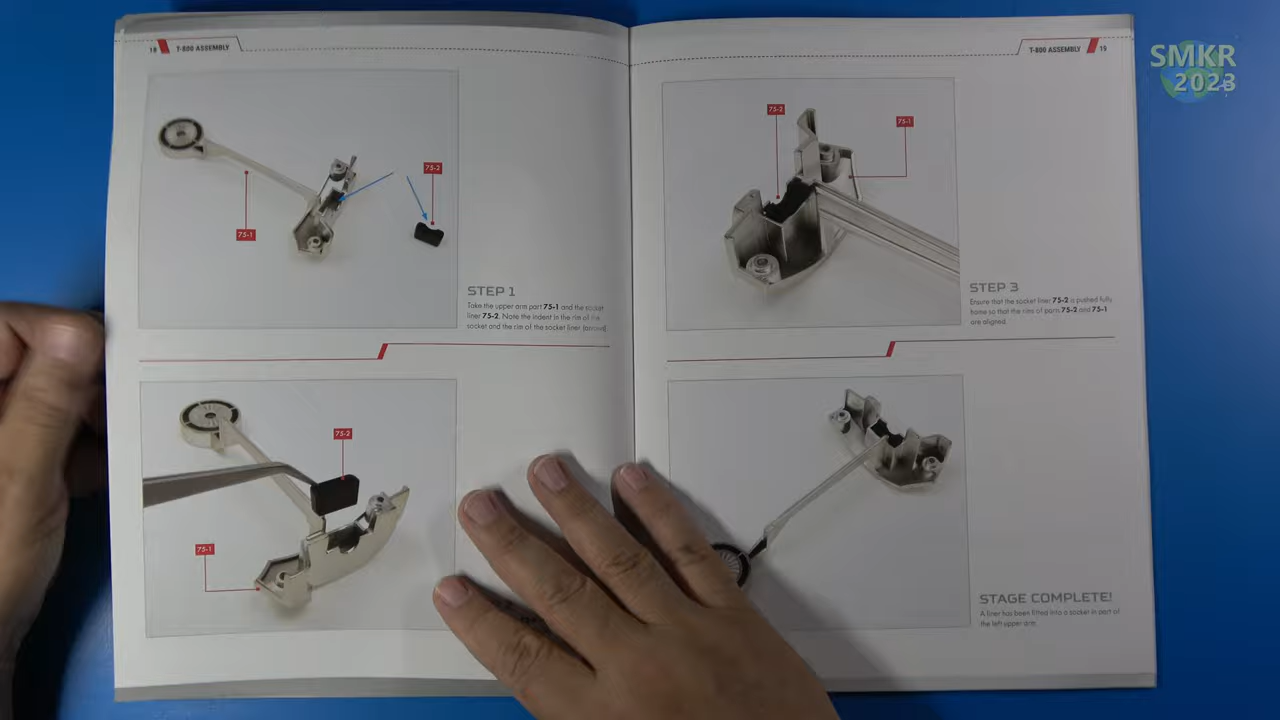 18 T-800 ASSEMBLY
75-1
75-2
STEP 1
Take the upper arm part 75-1 and the socket
liner 75-2. Note the indent in the rim of the
socket and the rim of the socket liner (arrowed).
75-2
75-1
T-800 ASSEMBLY 19
75-2
75-1
STEP 3
Ensure that the socket liner 75-2 is pushed fully
home so that the rims of parts 75-2 and 75-1
are aligned.
STAGE COMPLETE!
A liner has been fitted into a socket in part of
the left upper arm.
SMKR
2023